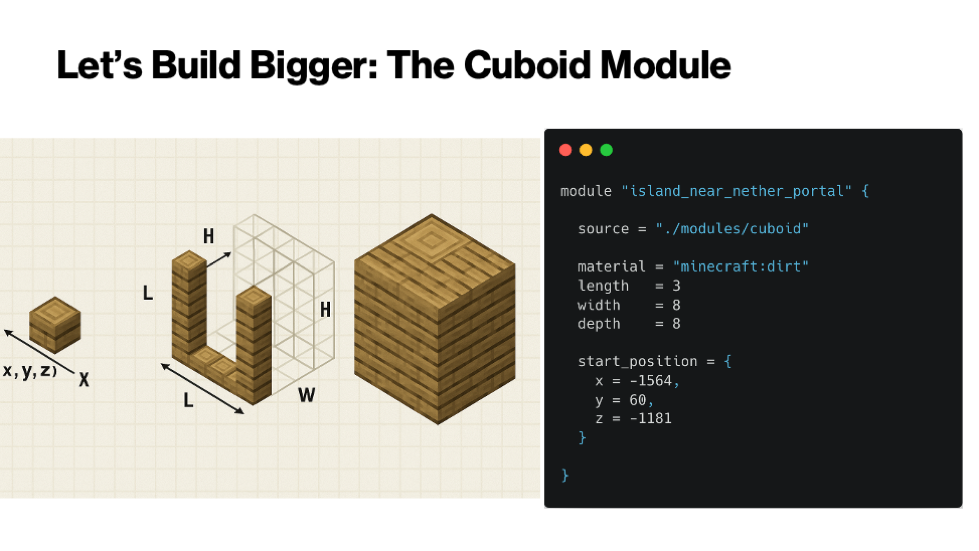 Let's Build Bigger: The Cuboid Module
H
L
H
x,y,z)
X
L
W
module "island_near_nether_portal" {
source = "./modules/cuboid"
material = "minecraft:dirt"
length   = 3
width    = 8
depth    = 8
start_position = {
x = -1564,
y = 60,
z = -1181
}
}